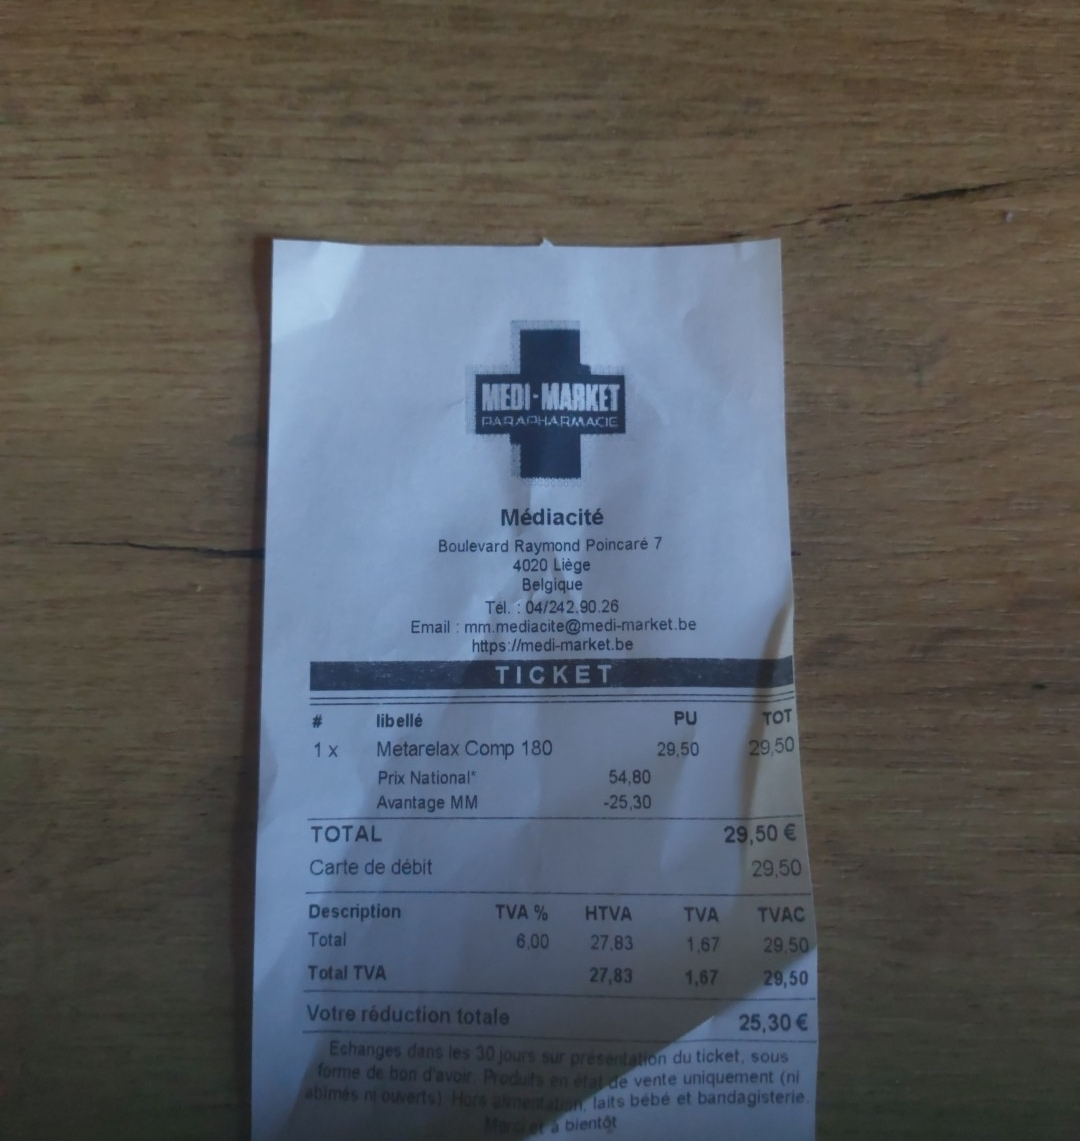 MEDI-MARKET
PARAPHARMACIE
Médiacité
Boulevard Raymond Poincaré 7
4020 Liège
Belgique
Tél. : 04/242.90.26
Email : mm.mediacite@medi-market.be
https://medi-market.be
TICKET
# libellé PU TOT
1 x Metarelax Comp 180 29,50 29,50
Prix National* 54,80
Avantage MM -25,30
TOTAL 29,50 €
Carte de débit 29,50
Description TVA % HTVA TVA TVAC
Total 6,00 27,83 1,67 29,50
Total TVA 27,83 1,67 29,50
Votre réduction totale 25,30 €
Echanges dans les 30 jours sur présentation du ticket, sous
forme de bon d'avoir. Produits en état de vente uniquement (ni
abimés ni ouverts). Hors alimentation, laits bébé et bandagisterie.
Merci et à bientôt